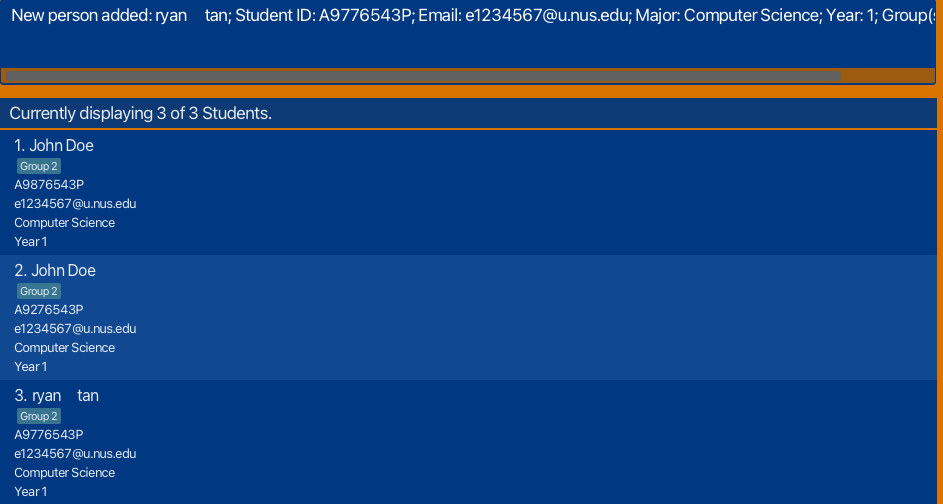 New person added: ryan    tan; Student ID: A9776543P; Email: e1234567@u.nus.edu; Major: Computer Science; Year: 1; Group(
Currently displaying 3 of 3 Students.
1. John Doe
Group 2
A9876543P
e1234567@u.nus.edu
Computer Science
Year 1
2. John Doe
Group 2
A9276543P
e1234567@u.nus.edu
Computer Science
Year 1
3. ryan    tan
Group 2
A9776543P
e1234567@u.nus.edu
Computer Science
Year 1